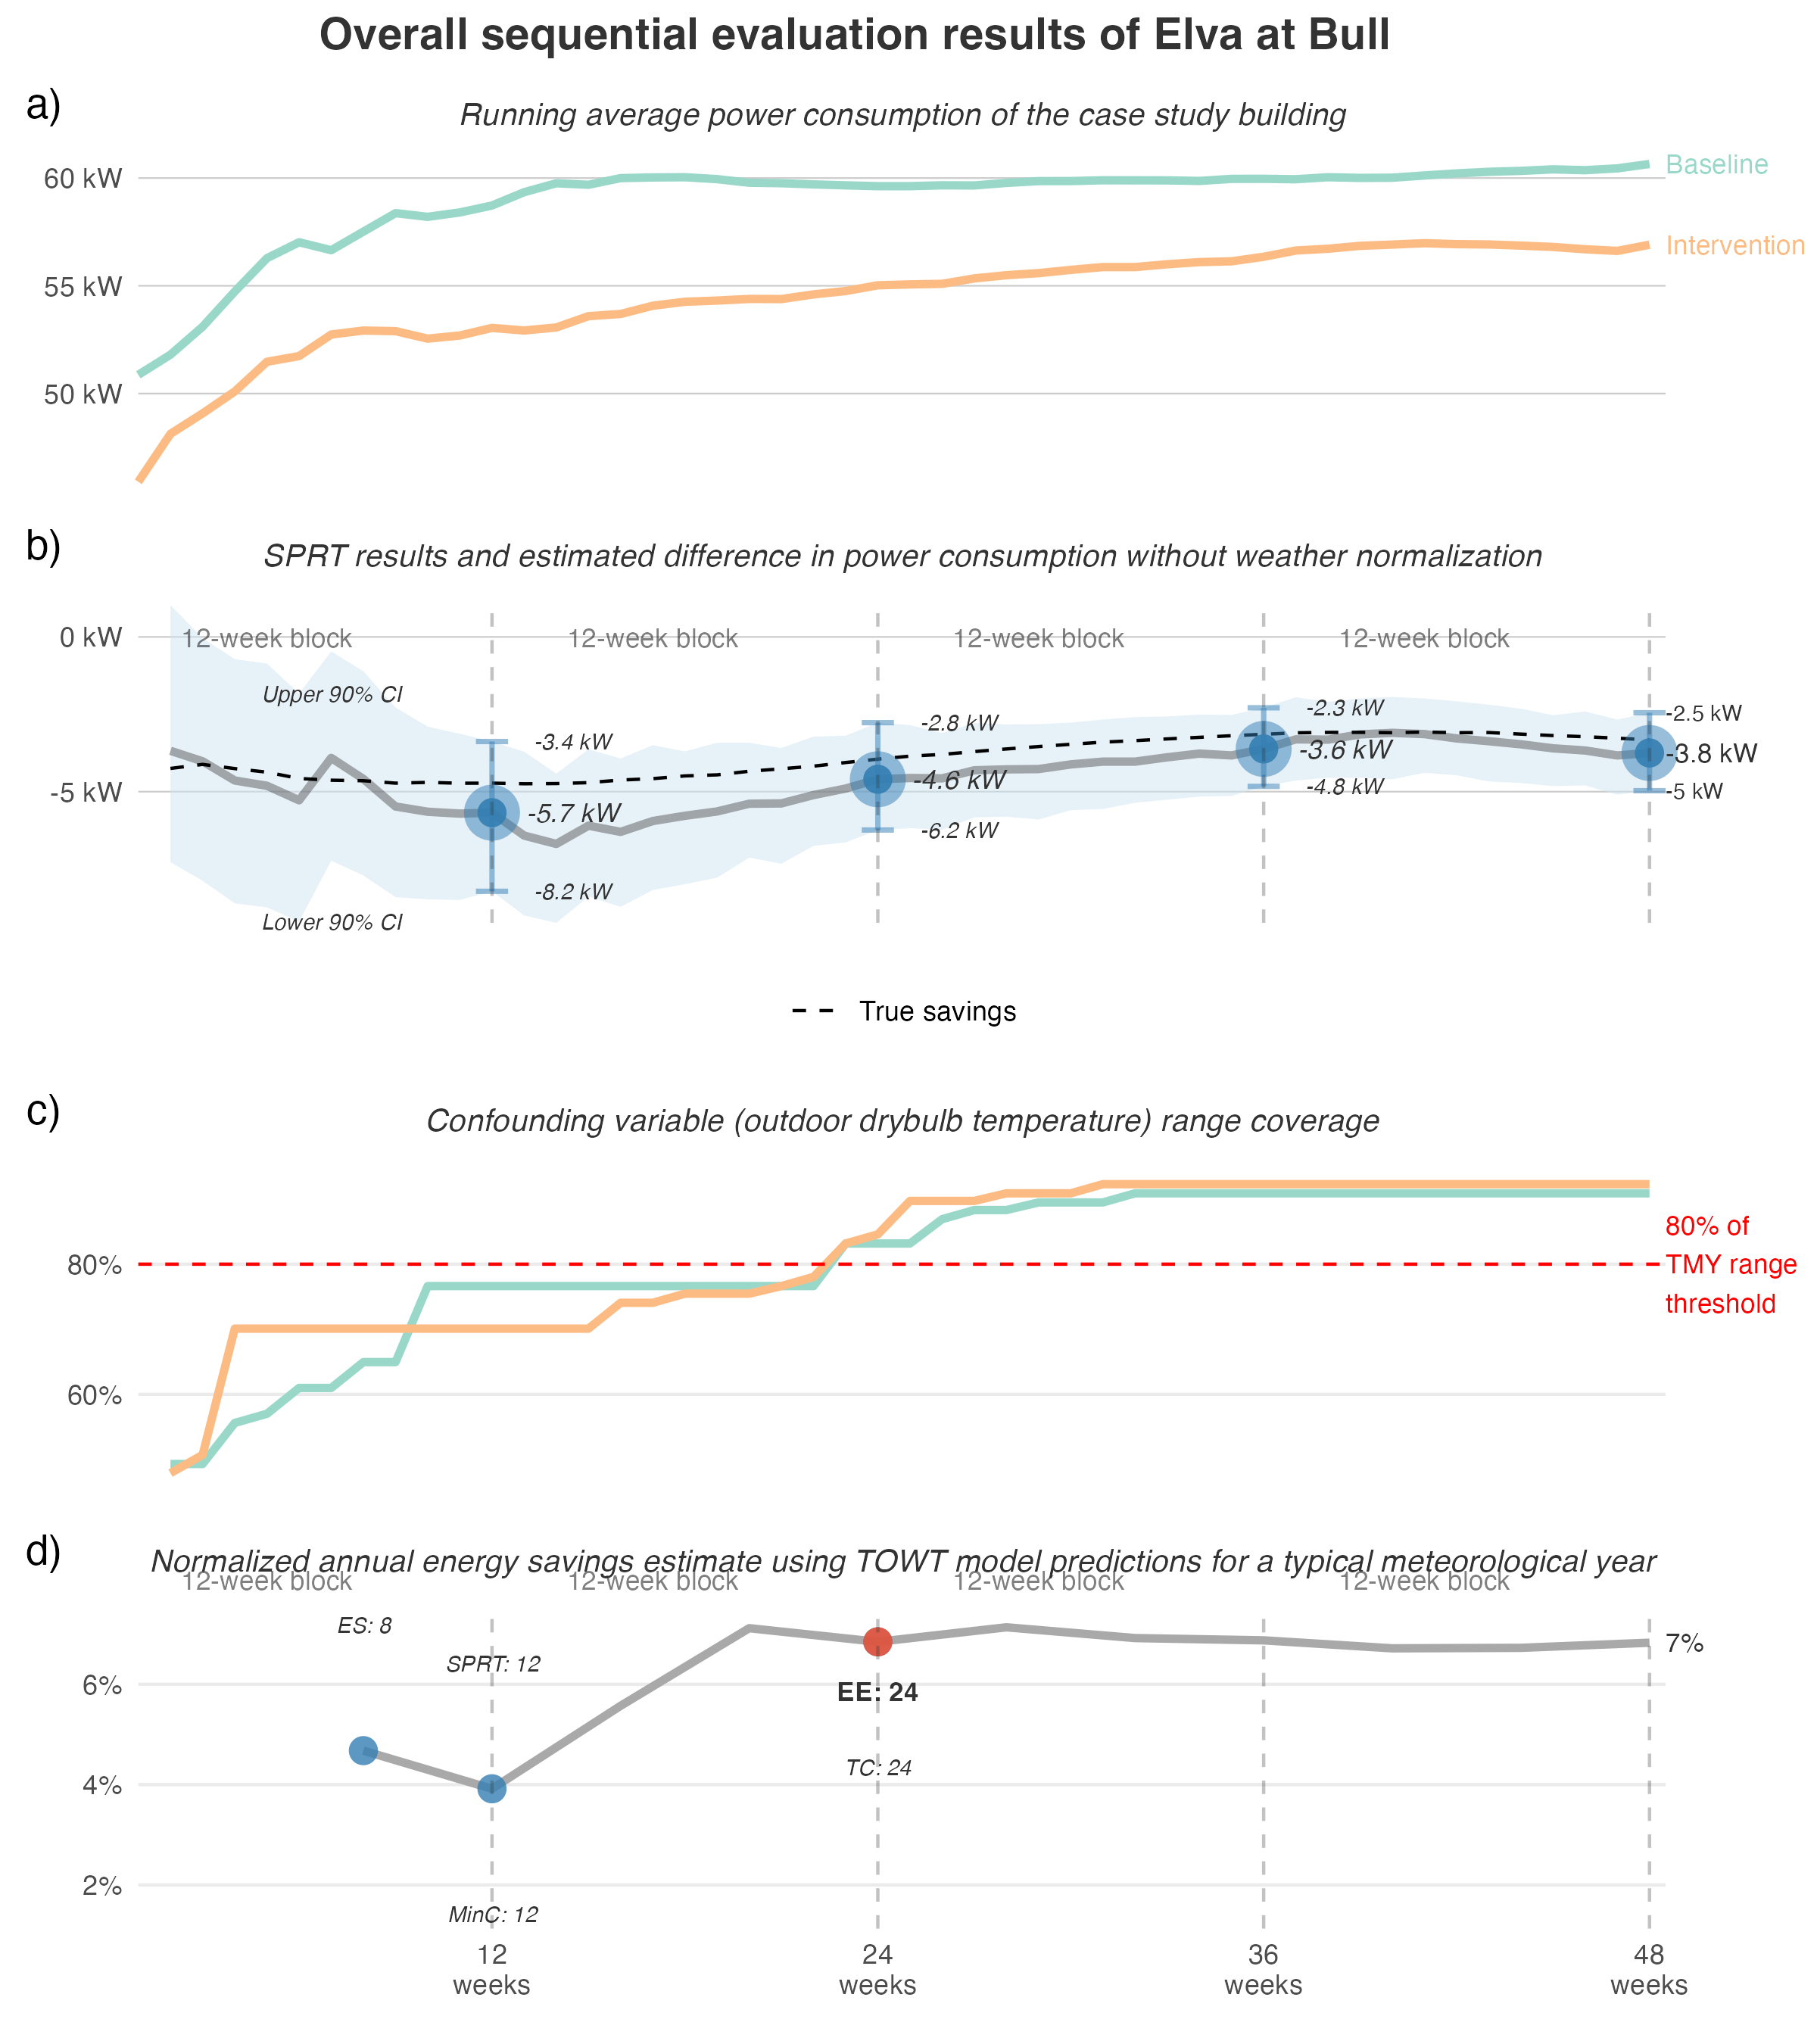 Overall sequential evaluation results of Elva at Bull
a)
Running average power consumption of the case study building
60 kW
55 kW
50 kW
Baseline
Intervention
b)
SPRT results and estimated difference in power consumption without weather normalization
0 kW
-5 kW
12-week block
12-week block
12-week block
12-week block
Upper 90% CI
Lower 90% CI
-3.4 kW
-5.7 kW
-8.2 kW
-2.8 kW
-4.6 kW
-6.2 kW
-2.3 kW
-3.6 kW
-4.8 kW
-2.5 kW
-3.8 kW
-5 kW
True savings
c)
Confounding variable (outdoor drybulb temperature) range coverage
80%
60%
80% of
TMY range
threshold
d)
Normalized annual energy savings estimate using TOWT model predictions for a typical meteorological year
12-week block
12-week block
12-week block
12-week block
6%
4%
2%
ES: 8
SPRT: 12
EE: 24
TC: 24
MinC: 12
7%
12
weeks
24
weeks
36
weeks
48
weeks